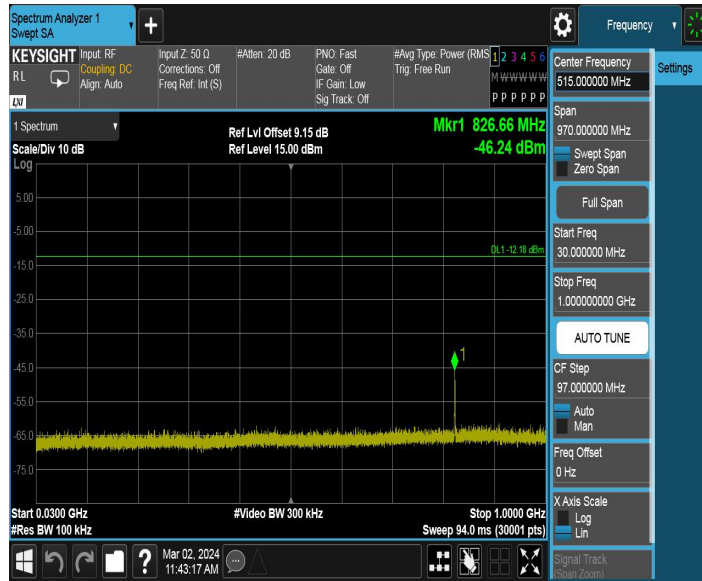 Spectrum Analyzer 1
Swept SA
+
Frequency
KEYSIGHT
RL
LXI
Input: RF
Coupling: DC
Align: Auto
Input Z: 50 Ω
Corrections: Off
Freq Ref: Int (S)
#Atten: 20 dB
PNO: Fast
Gate: Off
IF Gain: Low
Sig Track: Off
#Avg Type: Power (RMS
Trig: Free Run
1 2 3 4 5 6
M W W W W W
P P P P P P
Settings
1 Spectrum
Scale/Div 10 dB
Log
Ref Lvl Offset 9.15 dB
Ref Level 15.00 dBm
Mkr1 826.66 MHz
-46.24 dBm
5.00
-5.00
-15.0
-25.0
-35.0
-45.0
-55.0
-65.0
-75.0
DL1 -12.18 dBm
1
Start 0.0300 GHz
#Res BW 100 kHz
#Video BW 300 kHz
Stop 1.0000 GHz
Sweep 94.0 ms (30001 pts)
Center Frequency
515.000000 MHz
Span
970.000000 MHz
Swept Span
Zero Span
Full Span
Start Freq
30.000000 MHz
Stop Freq
1.000000000 GHz
AUTO TUNE
CF Step
97.000000 MHz
Auto
Man
Freq Offset
0 Hz
X Axis Scale
Log
Lin
Signal Track
(Span Zoom)
?
Mar 02, 2024
11:43:17 AM